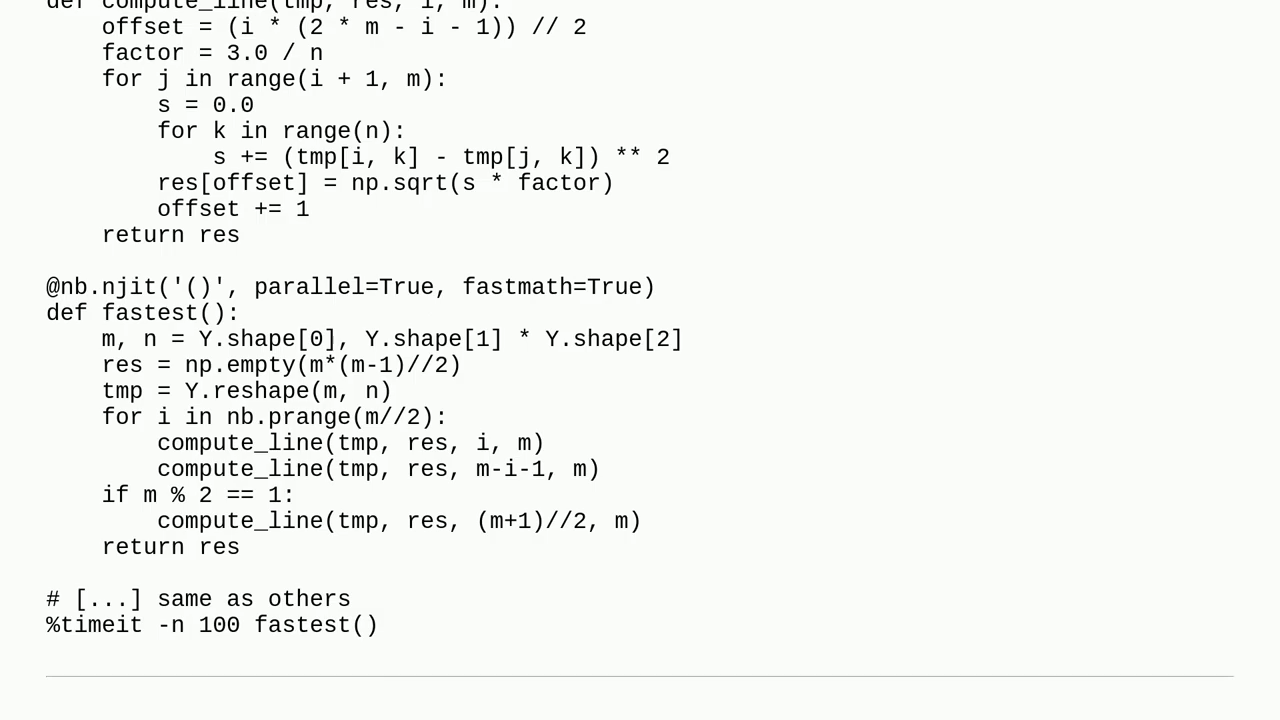 def compute_line(tmp, res, i, m):
    offset = (i * (2 * m - i - 1)) // 2
    factor = 3.0 / n
    for j in range(i + 1, m):
        s = 0.0
        for k in range(n):
            s += (tmp[i, k] - tmp[j, k]) ** 2
        res[offset] = np.sqrt(s * factor)
        offset += 1
    return res

@nb.njit('()', parallel=True, fastmath=True)
def fastest():
    m, n = Y.shape[0], Y.shape[1] * Y.shape[2]
    res = np.empty(m*(m-1)//2)
    tmp = Y.reshape(m, n)
    for i in nb.prange(m//2):
        compute_line(tmp, res, i, m)
        compute_line(tmp, res, m-i-1, m)
    if m % 2 == 1:
        compute_line(tmp, res, (m+1)//2, m)
    return res

# [...] same as others
%timeit -n 100 fastest()